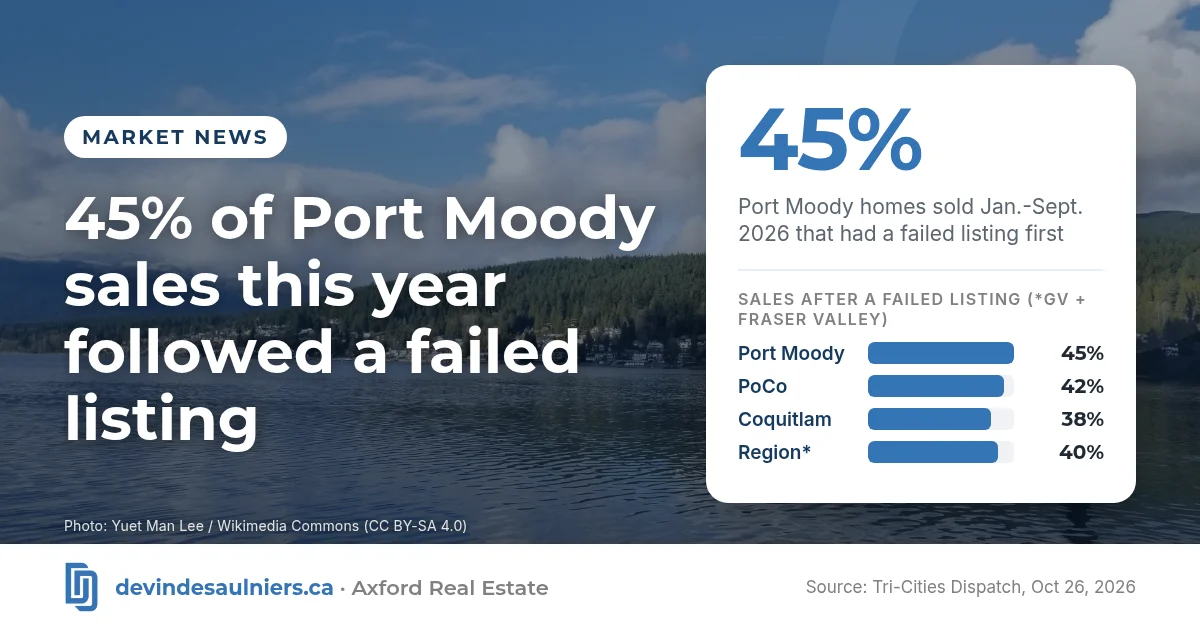 MARKET NEWS
45% of Port Moody
sales this year
followed a failed
listing
Photo: Yuet Man Lee / Wikimedia Commons (CC BY-SA 4.0)
45%
Port Moody homes sold Jan.-Sept.
2026 that had a failed listing first
SALES AFTER A FAILED LISTING (*GV +
FRASER VALLEY)
Port Moody 45%
PoCo 42%
Coquitlam 38%
Region* 40%
devindesaulniers.ca · Axford Real Estate
Source: Tri-Cities Dispatch, Oct 26, 2026